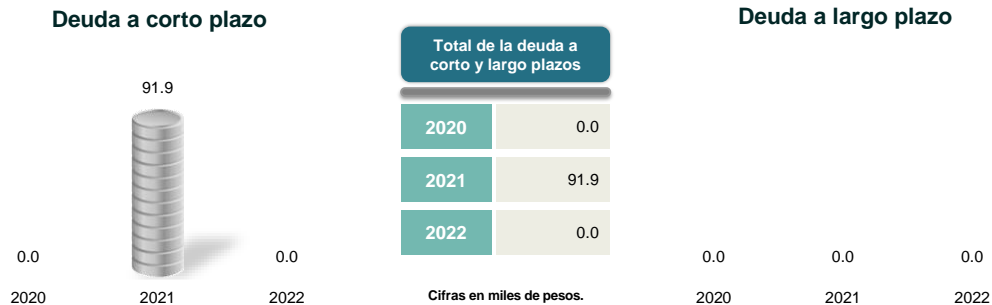 Deuda a corto plazo
91.9
0.0
0.0
2020 2021 2022
Total de la deuda a
corto y largo plazos
2020 0.0
2021 91.9
2022 0.0
Cifras en miles de pesos.
Deuda a largo plazo
0.0 0.0 0.0
2020 2021 2022